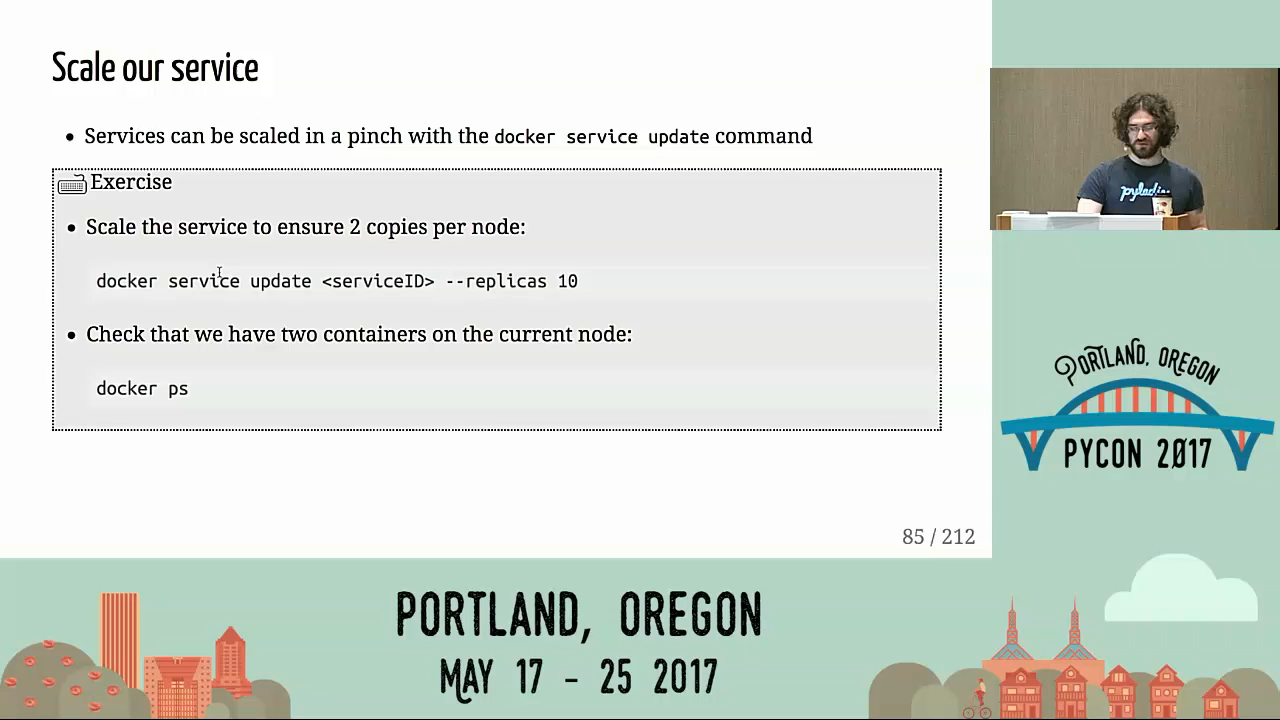 Scale our service
• Services can be scaled in a pinch with the docker service update command
Exercise
• Scale the service to ensure 2 copies per node:
docker service update <serviceID> --replicas 10
• Check that we have two containers on the current node:
docker ps
85 / 212
PORTLAND, OREGON
PYCON 2017
PORTLAND, OREGON
MAY 17 - 25 2017